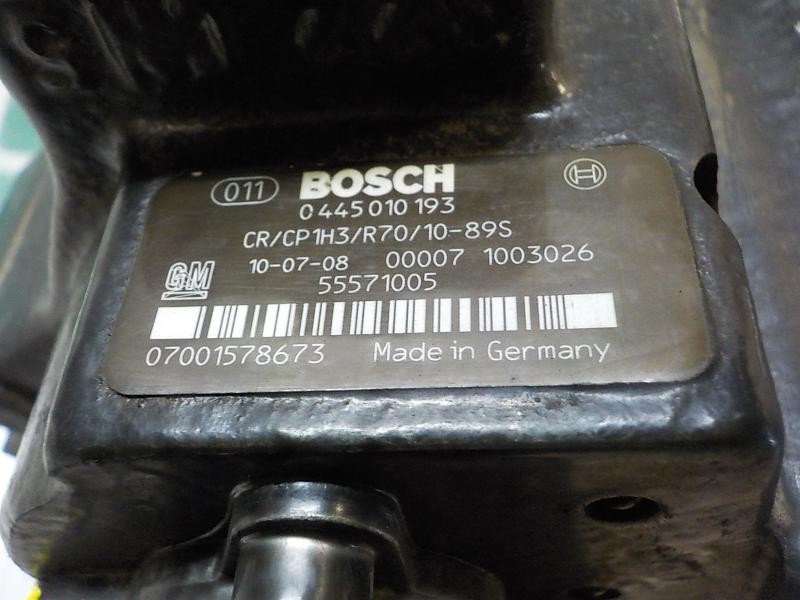 011 BOSCH
0 445 010 193
CR/CP1H3/R70/10-89S
10-07-08 00007 1003026
GM 55571005
07001578673 Made in Germany